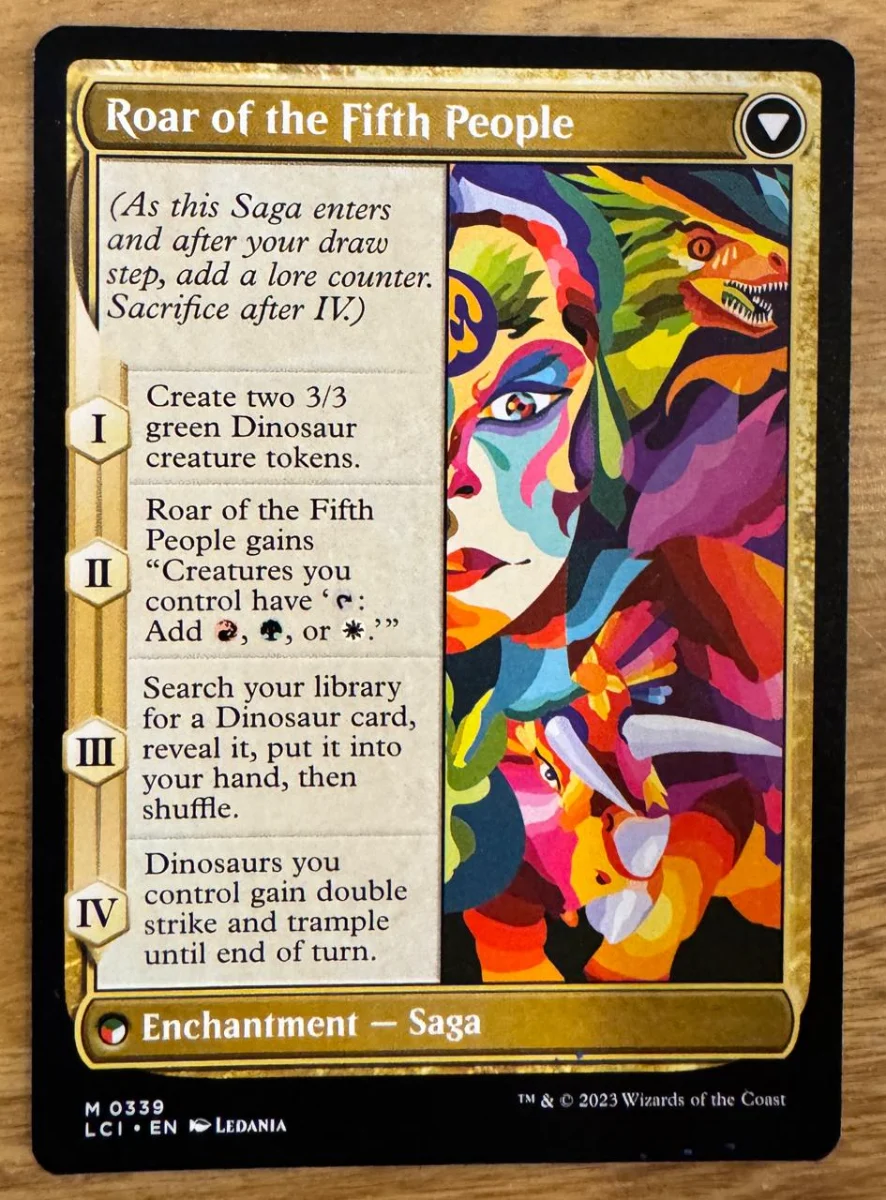 Roar of the Fifth People
(As this Saga enters
and after your draw
step, add a lore counter.
Sacrifice after IV.)
I
Create two 3/3
green Dinosaur
creature tokens.
II
Roar of the Fifth
People gains
“Creatures you
control have ‘ :
Add , , or .’”
III
Search your library
for a Dinosaur card,
reveal it, put it into
your hand, then
shuffle.
IV
Dinosaurs you
control gain double
strike and trample
until end of turn.
Enchantment — Saga
M 0339
LCI • EN LEDANIA
™ & © 2023 Wizards of the Coast